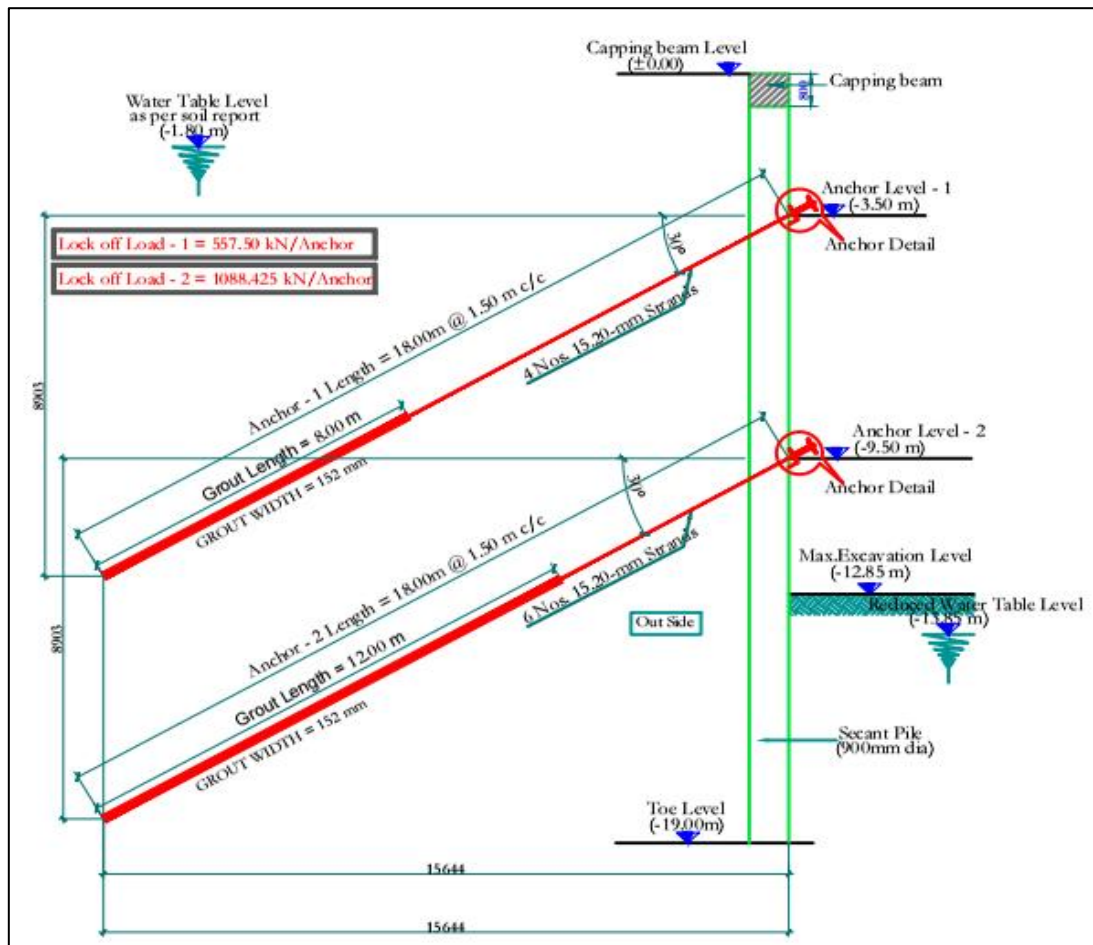 Capping beam Level
(±0.00)
Capping beam
800
Water Table Level
as per soil report
(-1.80 m)
Anchor Level - 1
(-3.50 m)
Anchor Detail
Lock off Load - 1 = 557.50 kN/Anchor
Lock off Load - 2 = 1088.425 kN/Anchor
30°
Anchor - 1 Length = 18.00m @ 1.50 m c/c
4 Nos. 15.20-mm Strands
Grout Length = 8.00 m
GROUT WIDTH = 152 mm
8903
Anchor Level - 2
(-9.50 m)
Anchor Detail
30°
Anchor - 2 Length = 18.00m @ 1.50 m c/c
6 Nos. 15.20-mm Strands
Grout Length = 12.00 m
GROUT WIDTH = 152 mm
8903
Max.Excavation Level
(-12.85 m)
Reduced Water Table Level
(-13.85 m)
Out Side
Secant Pile
(900mm dia)
Toe Level
(-19.00m)
15644
15644